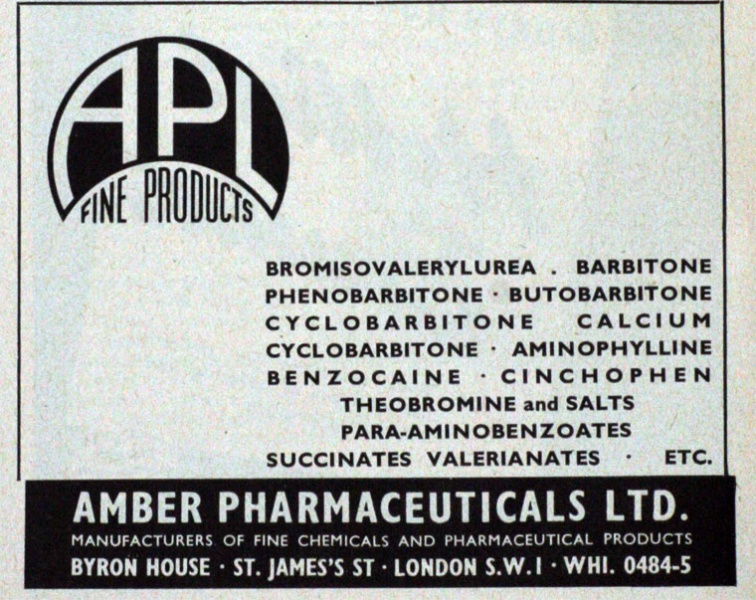 APL
FINE PRODUCTS
BROMISOVALERYLUREA . BARBITONE
PHENOBARBITONE · BUTOBARBITONE
CYCLOBARBITONE CALCIUM
CYCLOBARBITONE · AMINOPHYLLINE
BENZOCAINE · CINCHOPHEN
THEOBROMINE and SALTS
PARA-AMINOBENZOATES
SUCCINATES VALERIANATES · ETC.
AMBER PHARMACEUTICALS LTD.
MANUFACTURERS OF FINE CHEMICALS AND PHARMACEUTICAL PRODUCTS
BYRON HOUSE · ST. JAMES'S ST · LONDON S.W.1 · WHI. 0484-5